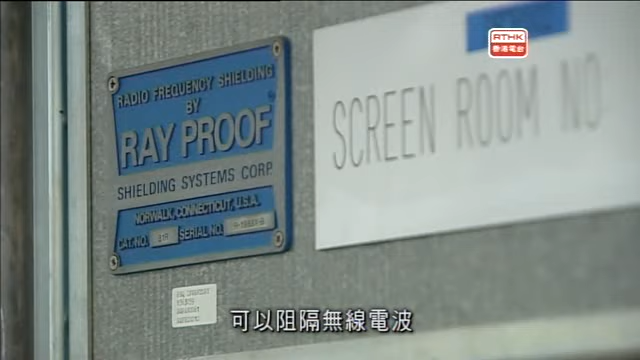 RADIO FREQUENCY SHIELDING
BY
RAY PROOF
SHIELDING SYSTEMS CORP.
NORWALK, CONNECTICUT, U.S.A.
CAT. NO. 81R SERIAL NO.
SCREEN ROOM NO
RTHK
香港電台
可以阻隔無線電波